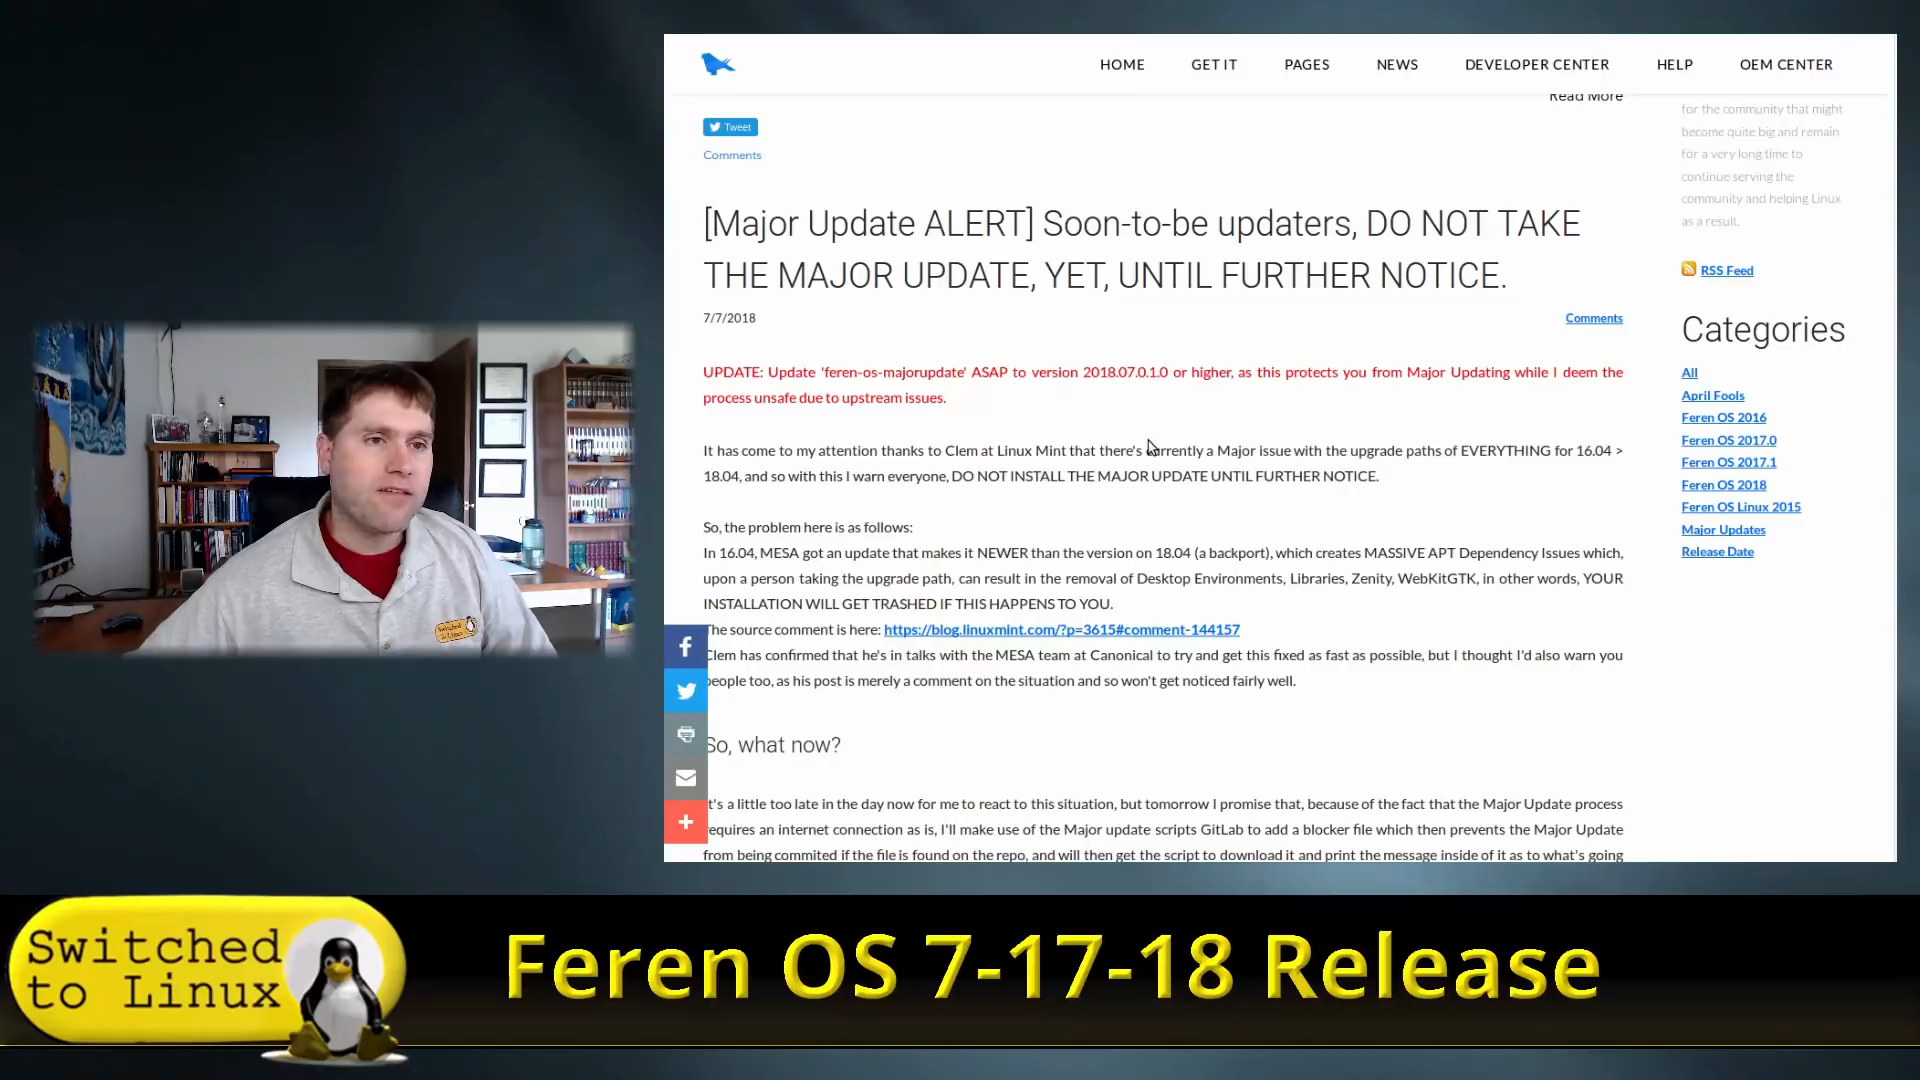 HOME GET IT PAGES NEWS DEVELOPER CENTER HELP OEM CENTER
Read More
Tweet
Comments
[Major Update ALERT] Soon-to-be updaters, DO NOT TAKE
THE MAJOR UPDATE, YET, UNTIL FURTHER NOTICE.
7/7/2018
Comments
UPDATE: Update 'feren-os-majorupdate' ASAP to version 2018.07.0.1.0 or higher, as this protects you from Major Updating while I deem the
process unsafe due to upstream issues.
It has come to my attention thanks to Clem at Linux Mint that there's currently a Major issue with the upgrade paths of EVERYTHING for 16.04 >
18.04, and so with this I warn everyone, DO NOT INSTALL THE MAJOR UPDATE UNTIL FURTHER NOTICE.
So, the problem here is as follows:
In 16.04, MESA got an update that makes it NEWER than the version on 18.04 (a backport), which creates MASSIVE APT Dependency Issues which,
upon a person taking the upgrade path, can result in the removal of Desktop Environments, Libraries, Zenity, WebKitGTK, in other words, YOUR
INSTALLATION WILL GET TRASHED IF THIS HAPPENS TO YOU.
The source comment is here: https://blog.linuxmint.com/?p=3615#comment-144157
Clem has confirmed that he's in talks with the MESA team at Canonical to try and get this fixed as fast as possible, but I thought I'd also warn you
people too, as his post is merely a comment on the situation and so won't get noticed fairly well.
So, what now?
It's a little too late in the day now for me to react to this situation, but tomorrow I promise that, because of the fact that the Major Update process
requires an internet connection as is, I'll make use of the Major update scripts GitLab to add a blocker file which then prevents the Major Update
from being commited if the file is found on the repo, and will then get the script to download it and print the message inside of it as to what's going
for the community that might
become quite big and remain
for a very long time to
continue serving the
community and helping Linux
as a result.
RSS Feed
Categories
All
April Fools
Feren OS 2016
Feren OS 2017.0
Feren OS 2017.1
Feren OS 2018
Feren OS Linux 2015
Major Updates
Release Date
Switched
to Linux
Switched
to Linux
Feren OS 7-17-18 Release